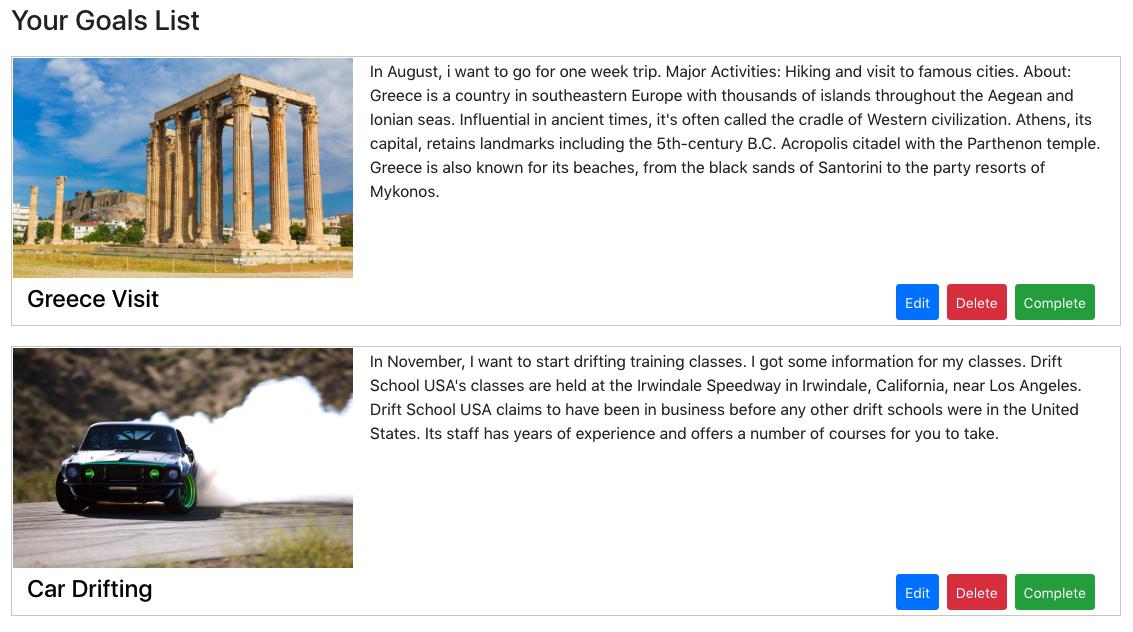 Your Goals List
In August, i want to go for one week trip. Major Activities: Hiking and visit to famous cities. About:
Greece is a country in southeastern Europe with thousands of islands throughout the Aegean and
Ionian seas. Influential in ancient times, it's often called the cradle of Western civilization. Athens, its
capital, retains landmarks including the 5th-century B.C. Acropolis citadel with the Parthenon temple.
Greece is also known for its beaches, from the black sands of Santorini to the party resorts of
Mykonos.
Greece Visit
Edit Delete Complete
In November, I want to start drifting training classes. I got some information for my classes. Drift
School USA's classes are held at the Irwindale Speedway in Irwindale, California, near Los Angeles.
Drift School USA claims to have been in business before any other drift schools were in the United
States. Its staff has years of experience and offers a number of courses for you to take.
Car Drifting
Edit Delete Complete